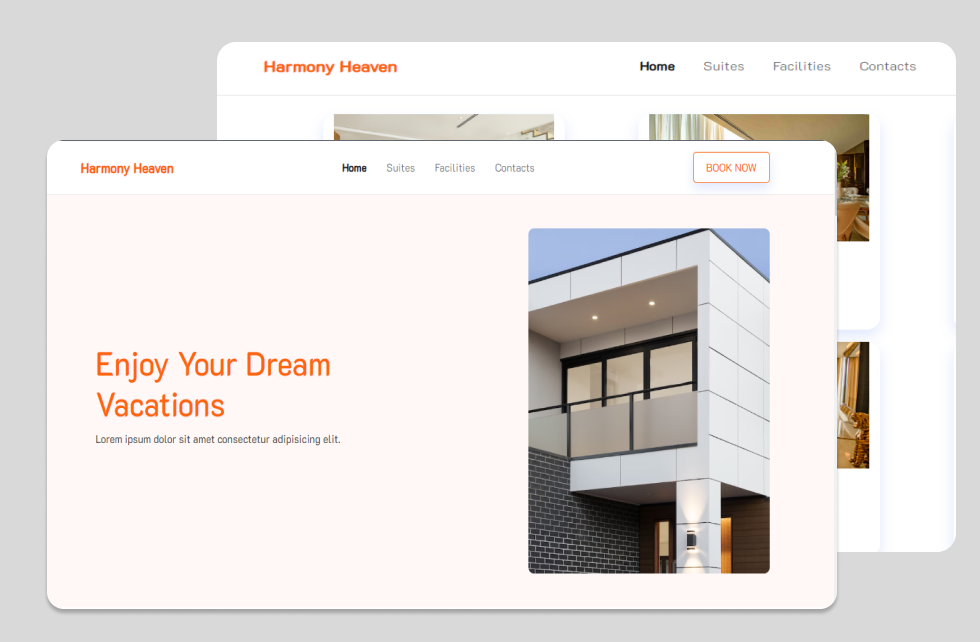 Harmony Heaven
Home Suites Facilities Contacts
Harmony Heaven
Home Suites Facilities Contacts
BOOK NOW
Enjoy Your Dream
Vacations
Lorem ipsum dolor sit amet consectetur adipisicing elit.